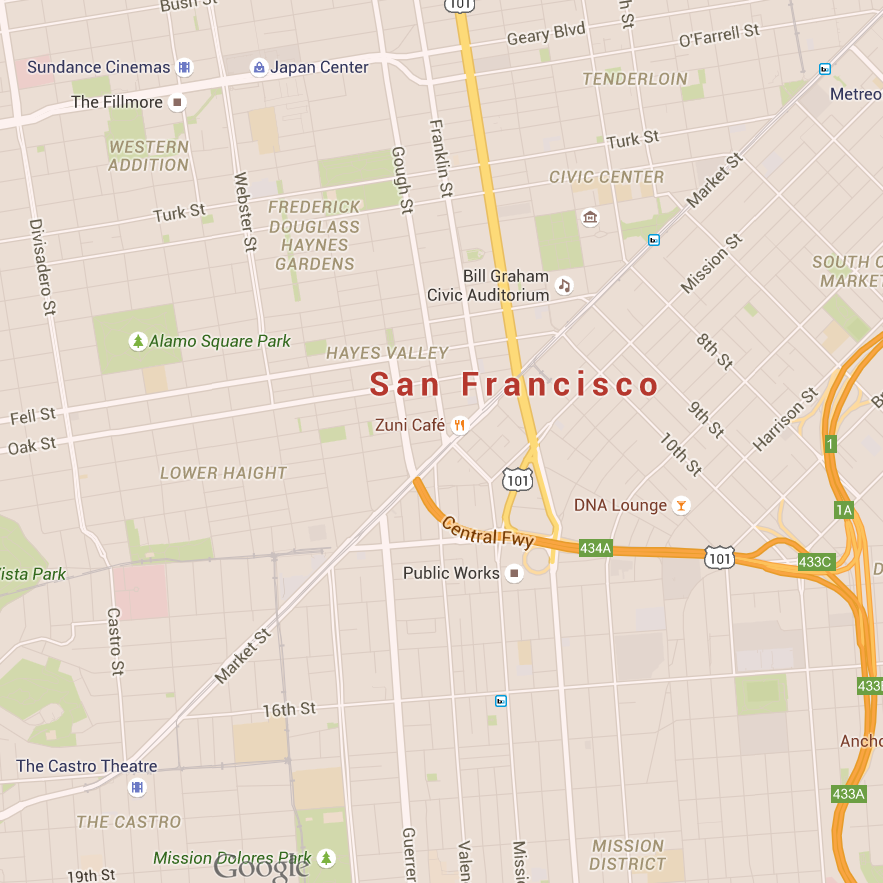 Bush St
101
Geary Blvd
O'Farrell St
Sundance Cinemas
Japan Center
TENDERLOIN
The Fillmore
Metreo
Franklin St
Turk St
WESTERN
ADDITION
Gough St
CIVIC CENTER
Market St
Webster St
Turk St
FREDERICK
DOUGLASS
HAYNES
GARDENS
Divisadero St
Mission St
SOUTH O
MARKET
Bill Graham
Civic Auditorium
Alamo Square Park
HAYES VALLEY
8th St
San Francisco
Fell St
Oak St
Zuni Café
9th St
Harrison St
10th St
1
LOWER HAIGHT
101
DNA Lounge
1A
Central Fwy
434A
101
433C
ista Park
Public Works
Castro St
Market St
16th St
433
Ancho
The Castro Theatre
433A
THE CASTRO
Guerrer
Valen
Missi
MISSION
DISTRICT
Mission Dolores Park
Google
19th St